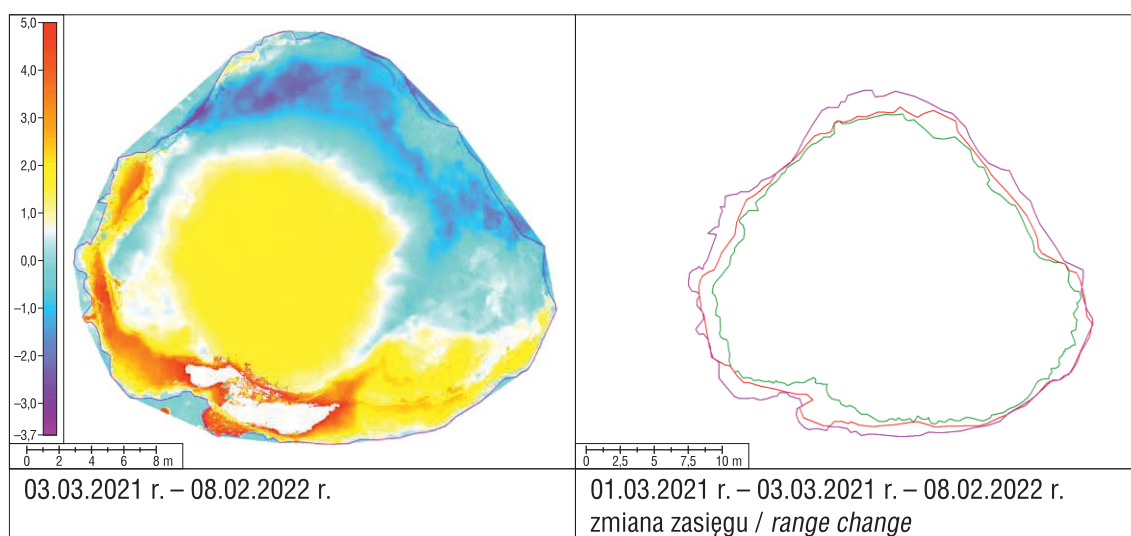 5,0
4,0
3,0
2,0
1,0
0,0
–1,0
–2,0
–3,0
–3,7
0 2 4 6 8 m
0 2,5 5 7,5 10 m
03.03.2021 r. – 08.02.2022 r.
01.03.2021 r. – 03.03.2021 r. – 08.02.2022 r.
zmiana zasięgu / range change